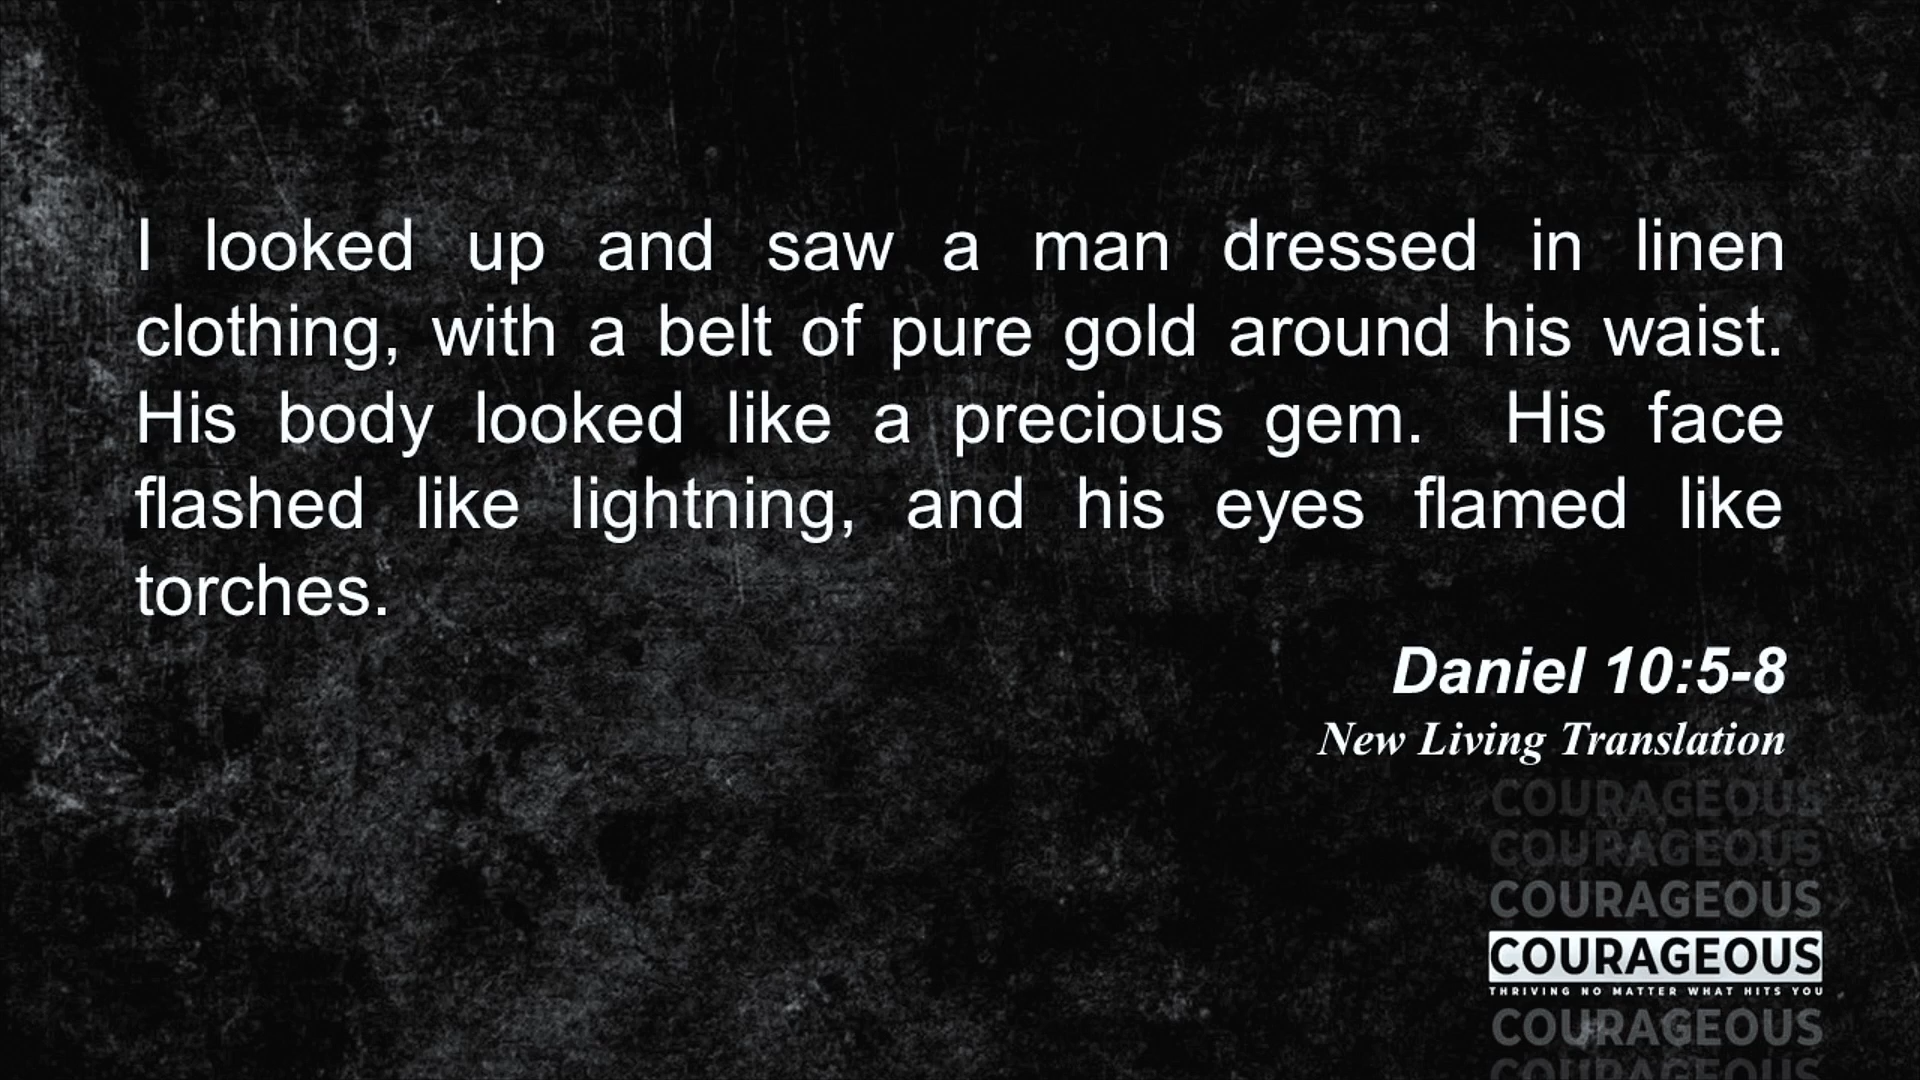 I looked up and saw a man dressed in linen
clothing, with a belt of pure gold around his waist.
His body looked like a precious gem.  His face
flashed like lightning, and his eyes flamed like
torches.
Daniel 10:5-8
New Living Translation
COURAGEOUS
COURAGEOUS
COURAGEOUS
COURAGEOUS
THRIVING NO MATTER WHAT HITS YOU
COURAGEOUS
COURAGEOUS